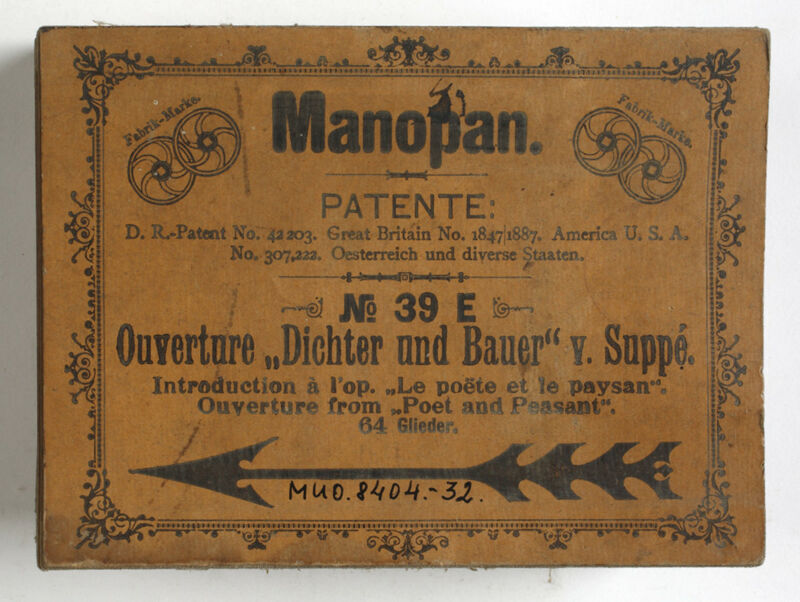 Manopan.
Fabrik-Marke.
Fabrik-Marke.
PATENTE:
D. R.-Patent No. 42203. Great Britain No. 1847/1887. America U. S. A.
No. 307,222. Oesterreich und diverse Staaten.
No 39 E
Ouverture „Dichter und Bauer“ v. Suppé.
Introduction à l'op. „Le poëte et le paysan“.
Ouverture from „Poet and Peasant“.
64 Glieder.
MUO.8404.-32.